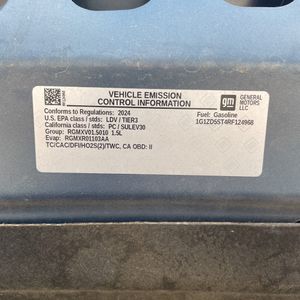 VEHICLE EMISSION
CONTROL INFORMATION
gm
GENERAL
MOTORS
LLC
Conforms to Regulations: 2024
U.S. EPA class / stds: LDV / TIER3
California class / stds: PC / SULEV30
Group: RGMXV01.5010 1.5L
Evap: RGMXR01103AA
TC/CAC/DFI/HO2S(2)/TWC, CA OBD: II
Fuel: Gasoline
1G1ZD5ST4RF124968